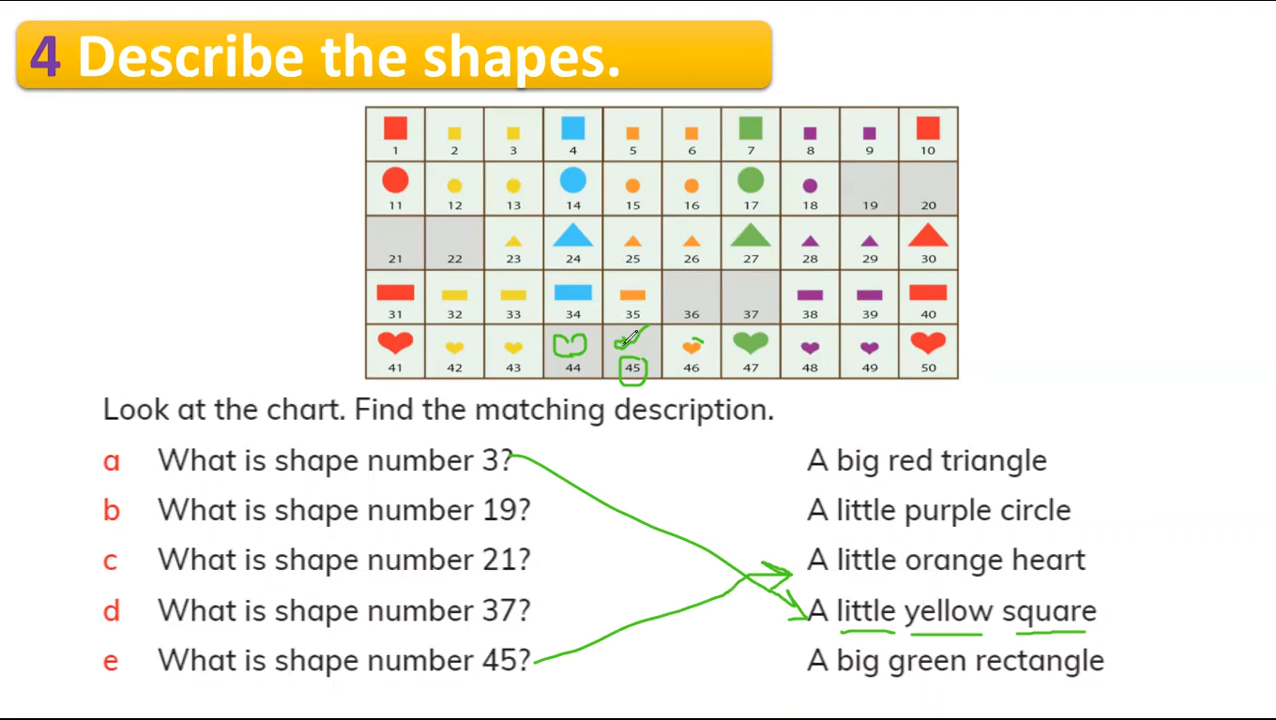 4 Describe the shapes.
1 2 3 4 5 6 7 8 9 10
11 12 13 14 15 16 17 18 19 20
21 22 23 24 25 26 27 28 29 30
31 32 33 34 35 36 37 38 39 40
41 42 43 44 45 46 47 48 49 50
Look at the chart. Find the matching description.
a What is shape number 3? A big red triangle
b What is shape number 19? A little purple circle
c What is shape number 21? A little orange heart
d What is shape number 37? A little yellow square
e What is shape number 45? A big green rectangle